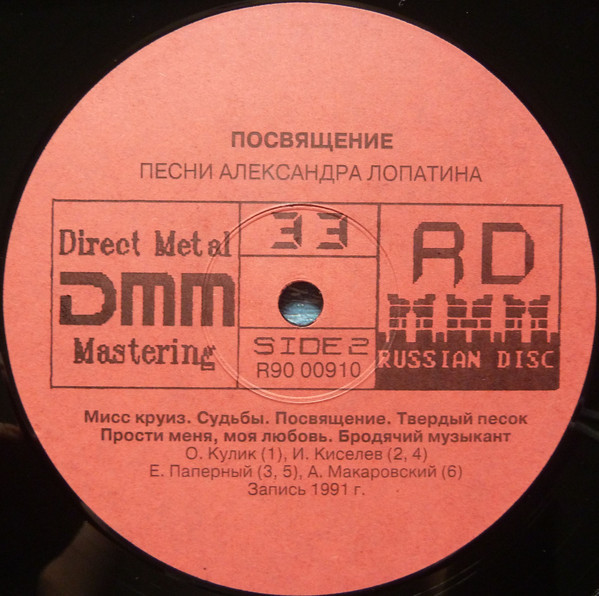 ПОСВЯЩЕНИЕ
ПЕСНИ АЛЕКСАНДРА ЛОПАТИНА
Direct Metal
DMM
Mastering
33
SIDE 2
R90 00910
RD
RUSSIAN DISC
Мисс круиз. Судьбы. Посвящение. Твердый песок
Прости меня, моя любовь. Бродячий музыкант
О. Кулик (1), И. Киселев (2, 4)
Е. Паперный (3, 5), А. Макаровский (6)
Запись 1991 г.